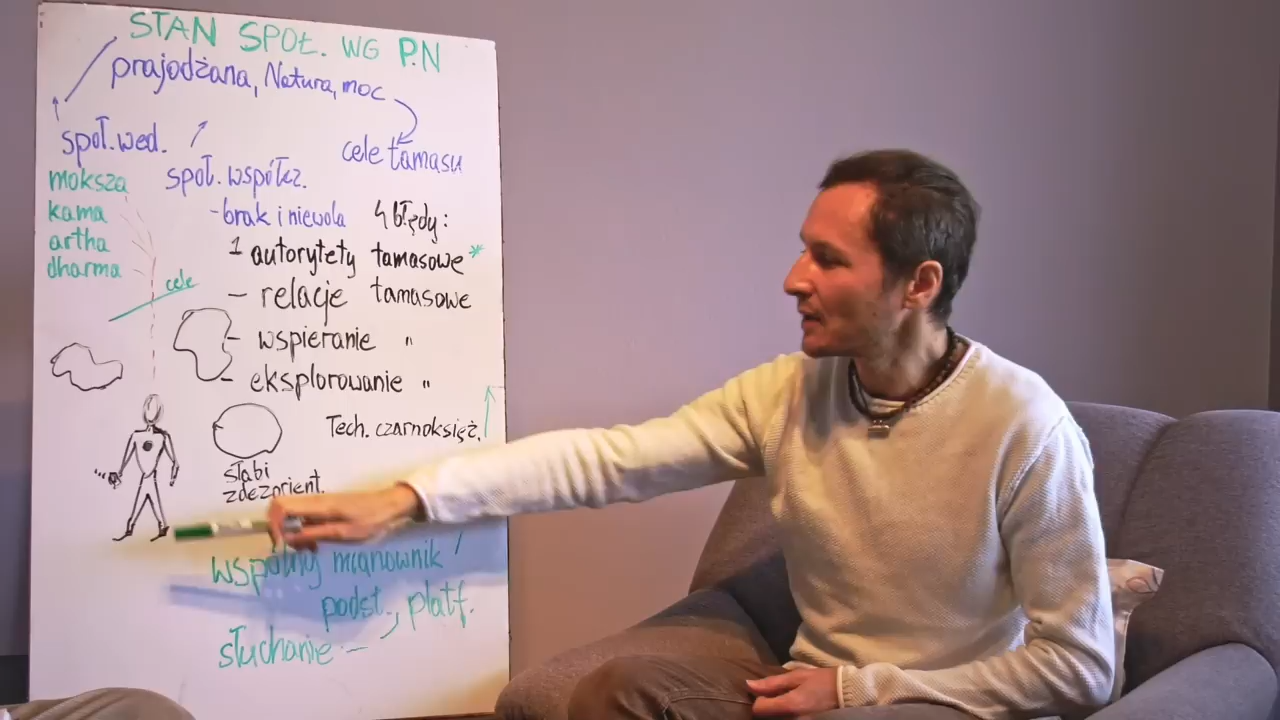 STAN SPOŁ. WG P.N
prajodżana, Natura, moc
społ. wed.
cele tamasu
moksza
kama
artha
dharma
społ. współcz.
- brak i niewola
4 błędy:
1 autorytety tamasowe *
- relacje tamasowe
- wspieranie "
- eksplorowanie "
cele
Tech. czarnoksięż.
słabi
zdezorient.
wspólny mianownik /
podst., platf.
słuchanie -